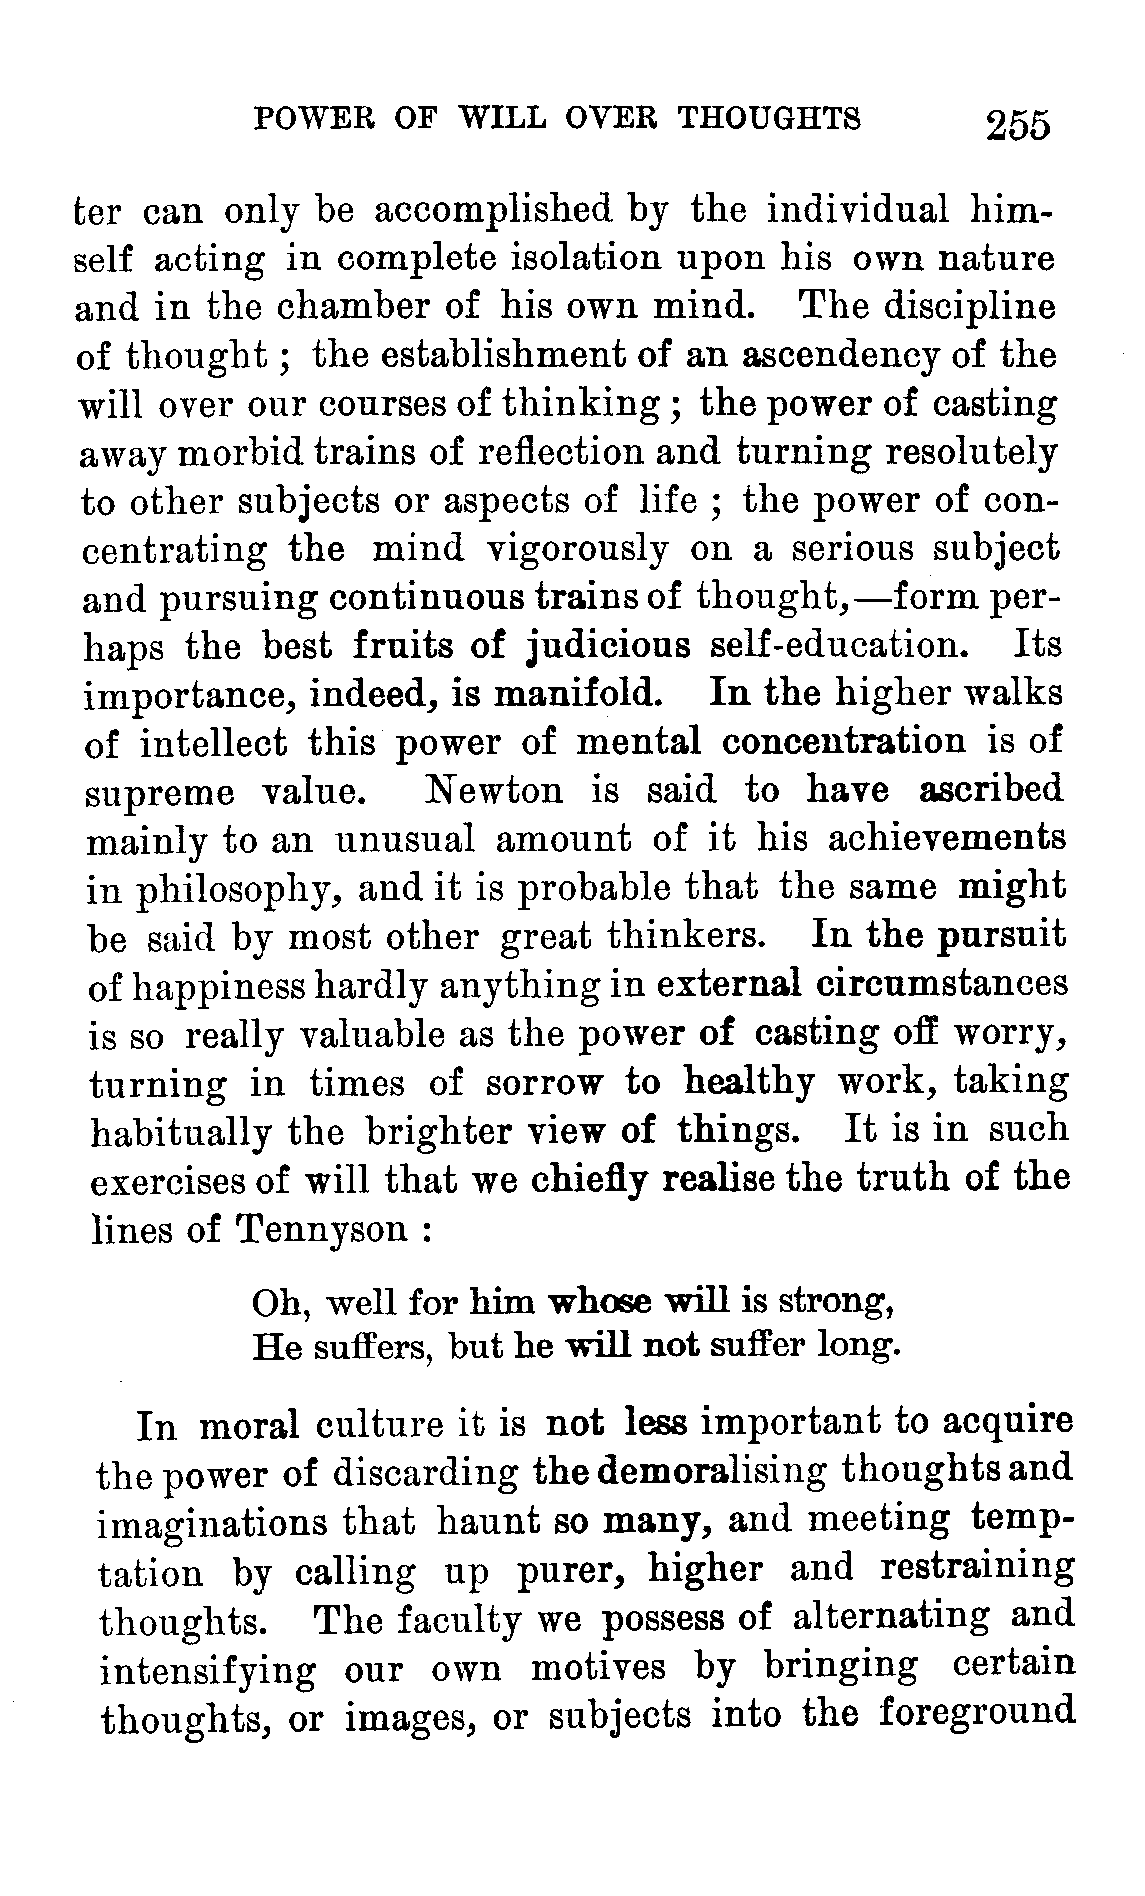 POWER OF WILL OVER THOUGHTS 255
ter can only be accomplished by the individual him-
self acting in complete isolation upon his own nature
and in the chamber of his own mind. The discipline
of thought ; the establishment of an ascendency of the
will over our courses of thinking ; the power of casting
away morbid trains of reflection and turning resolutely
to other subjects or aspects of life ; the power of con-
centrating the mind vigorously on a serious subject
and pursuing continuous trains of thought,—form per-
haps the best fruits of judicious self-education. Its
importance, indeed, is manifold. In the higher walks
of intellect this power of mental concentration is of
supreme value. Newton is said to have ascribed
mainly to an unusual amount of it his achievements
in philosophy, and it is probable that the same might
be said by most other great thinkers. In the pursuit
of happiness hardly anything in external circumstances
is so really valuable as the power of casting off worry,
turning in times of sorrow to healthy work, taking
habitually the brighter view of things. It is in such
exercises of will that we chiefly realise the truth of the
lines of Tennyson :
Oh, well for him whose will is strong,
He suffers, but he will not suffer long.
In moral culture it is not less important to acquire
the power of discarding the demoralising thoughts and
imaginations that haunt so many, and meeting temp-
tation by calling up purer, higher and restraining
thoughts. The faculty we possess of alternating and
intensifying our own motives by bringing certain
thoughts, or images, or subjects into the foreground